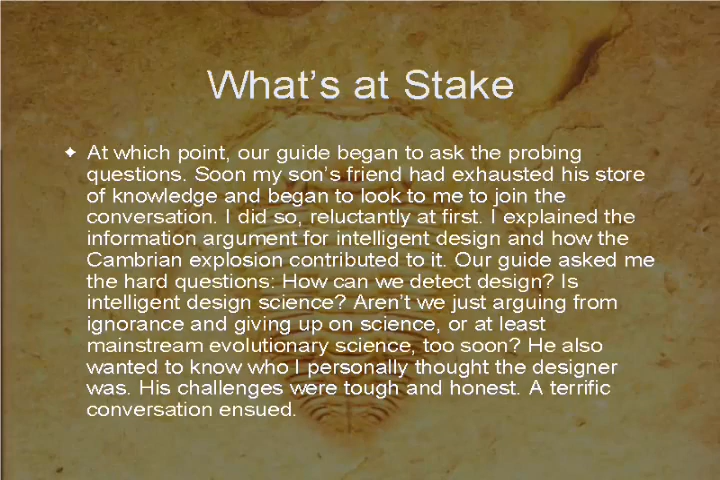 What's at Stake
At which point, our guide began to ask the probing
questions. Soon my son's friend had exhausted his store
of knowledge and began to look to me to join the
conversation. I did so, reluctantly at first. I explained the
information argument for intelligent design and how the
Cambrian explosion contributed to it. Our guide asked me
the hard questions: How can we detect design? Is
intelligent design science? Aren't we just arguing from
ignorance and giving up on science, or at least
mainstream evolutionary science, too soon? He also
wanted to know who I personally thought the designer
was. His challenges were tough and honest. A terrific
conversation ensued.